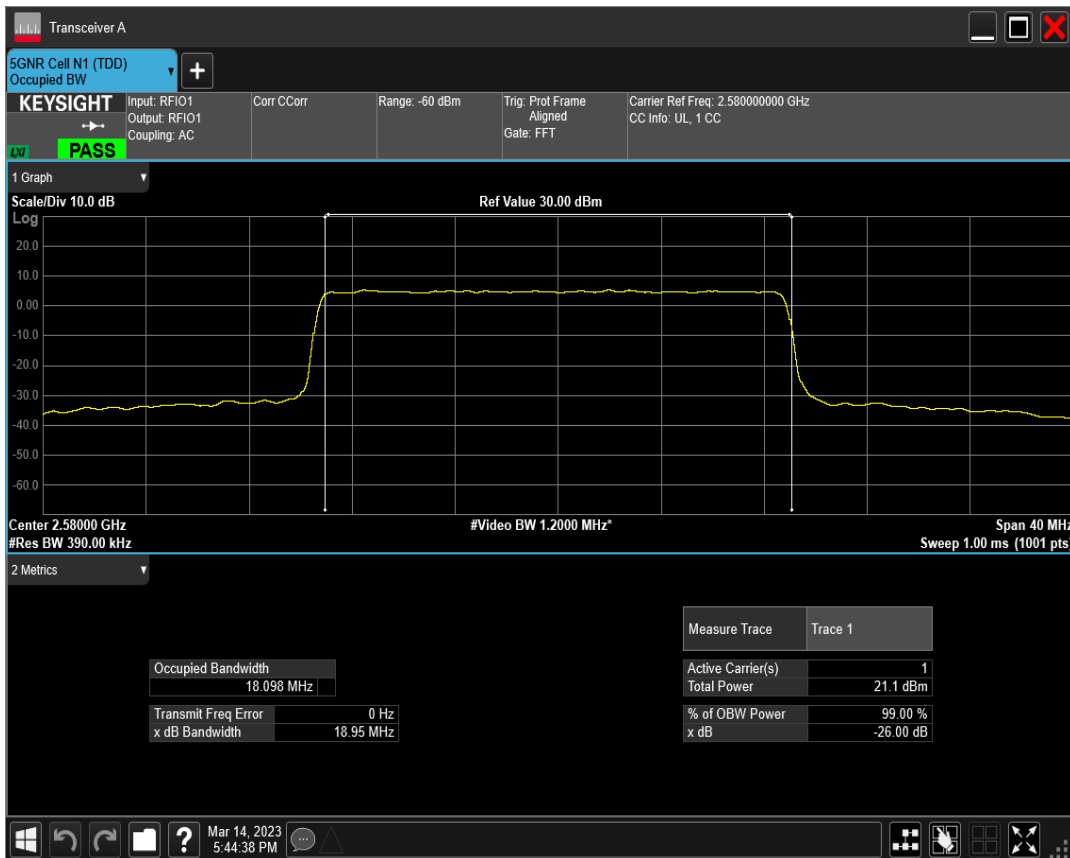 Transceiver A
5GNR Cell N1 (TDD)
Occupied BW
KEYSIGHT
LXI
PASS
Input: RFIO1
Output: RFIO1
Coupling: AC
Corr CCorr
Range: -60 dBm
Trig: Prot Frame
Aligned
Gate: FFT
Carrier Ref Freq: 2.580000000 GHz
CC Info: UL, 1 CC
1 Graph
Scale/Div 10.0 dB
Ref Value 30.00 dBm
Log
20.0
10.0
0.00
-10.0
-20.0
-30.0
-40.0
-50.0
-60.0
Center 2.58000 GHz
#Video BW 1.2000 MHz*
Span 40 MHz
#Res BW 390.00 kHz
Sweep 1.00 ms (1001 pts)
2 Metrics
Measure Trace Trace 1
Occupied Bandwidth
18.098 MHz
Active Carrier(s) 1
Total Power 21.1 dBm
Transmit Freq Error 0 Hz
x dB Bandwidth 18.95 MHz
% of OBW Power 99.00 %
x dB -26.00 dB
Mar 14, 2023
5:44:38 PM